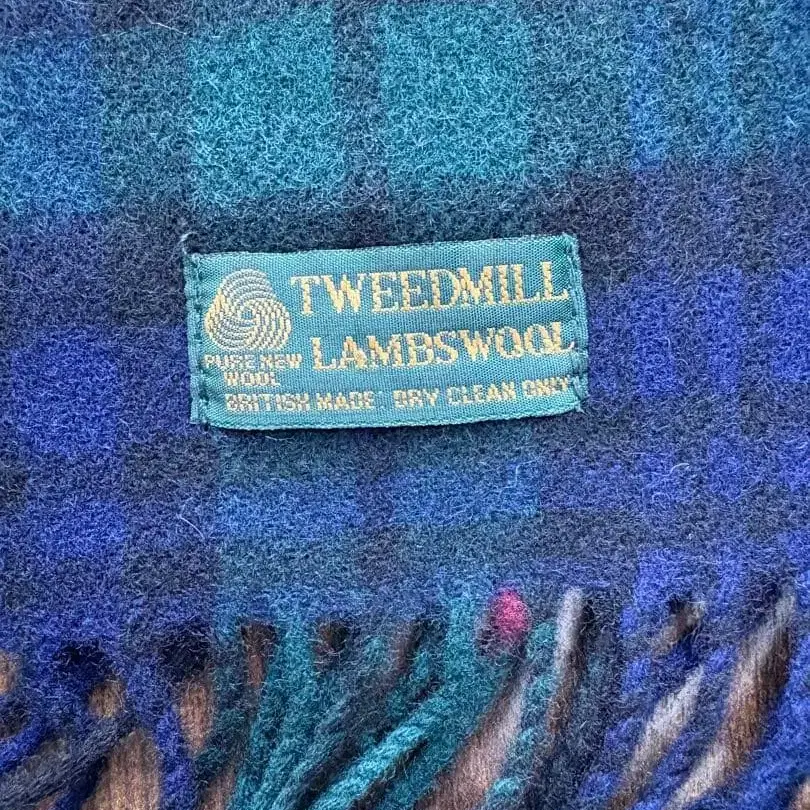 TWEEDMILL
LAMBSWOOL
PURE NEW
WOOL
BRITISH MADE: DRY CLEAN ONLY